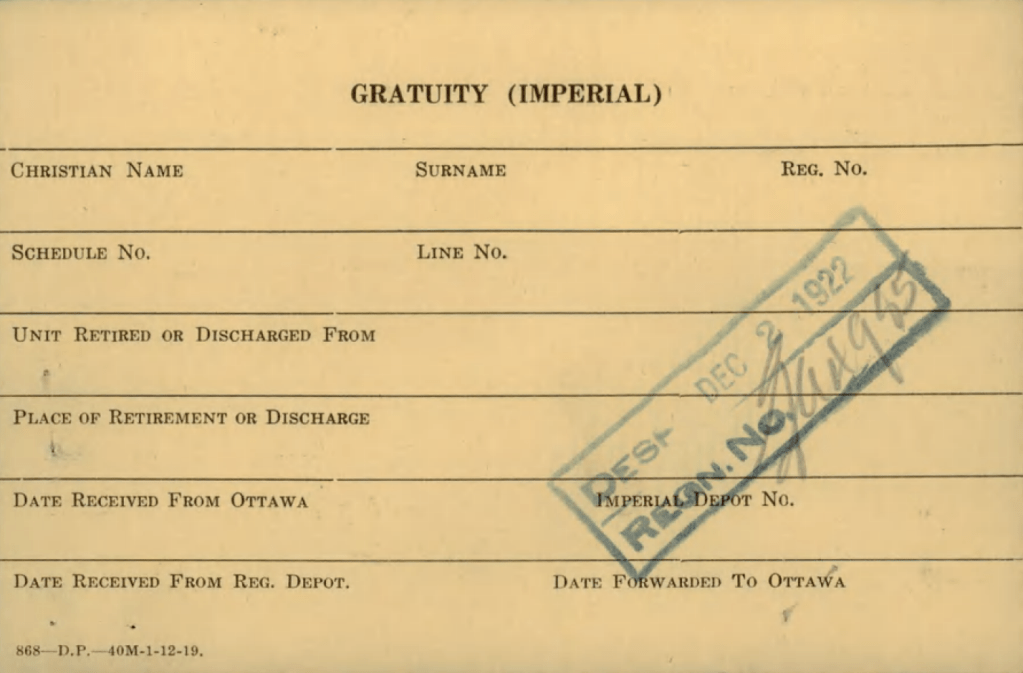 GRATUITY (IMPERIAL)
CHRISTIAN NAME SURNAME REG. NO.
SCHEDULE NO. LINE NO.
UNIT RETIRED OR DISCHARGED FROM
PLACE OF RETIREMENT OR DISCHARGE
DATE RECEIVED FROM OTTAWA IMPERIAL DEPOT NO.
DATE RECEIVED FROM REG. DEPOT. DATE FORWARDED TO OTTAWA
868—D.P.—40M-1-12-19.
DESP DEC 2 1922
REGN. NO.